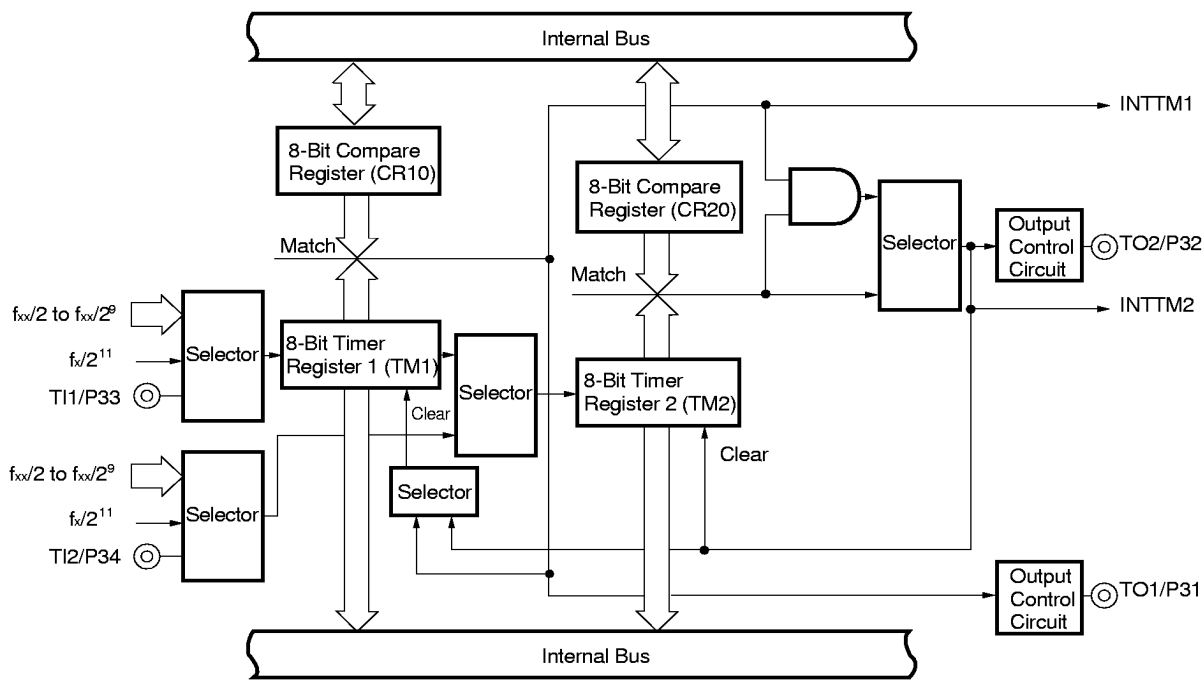 Internal Bus
INTTM1
8-Bit Compare
Register (CR10)
8-Bit Compare
Register (CR20)
Selector
Output
Control
Circuit
TO2/P32
Match
Match
INTTM2
fxx/2 to fxx/2⁹
fx/2¹¹
TI1/P33
Selector
8-Bit Timer
Register 1 (TM1)
Selector
8-Bit Timer
Register 2 (TM2)
Clear
Clear
fxx/2 to fxx/2⁹
fx/2¹¹
TI2/P34
Selector
Selector
Output
Control
Circuit
TO1/P31
Internal Bus